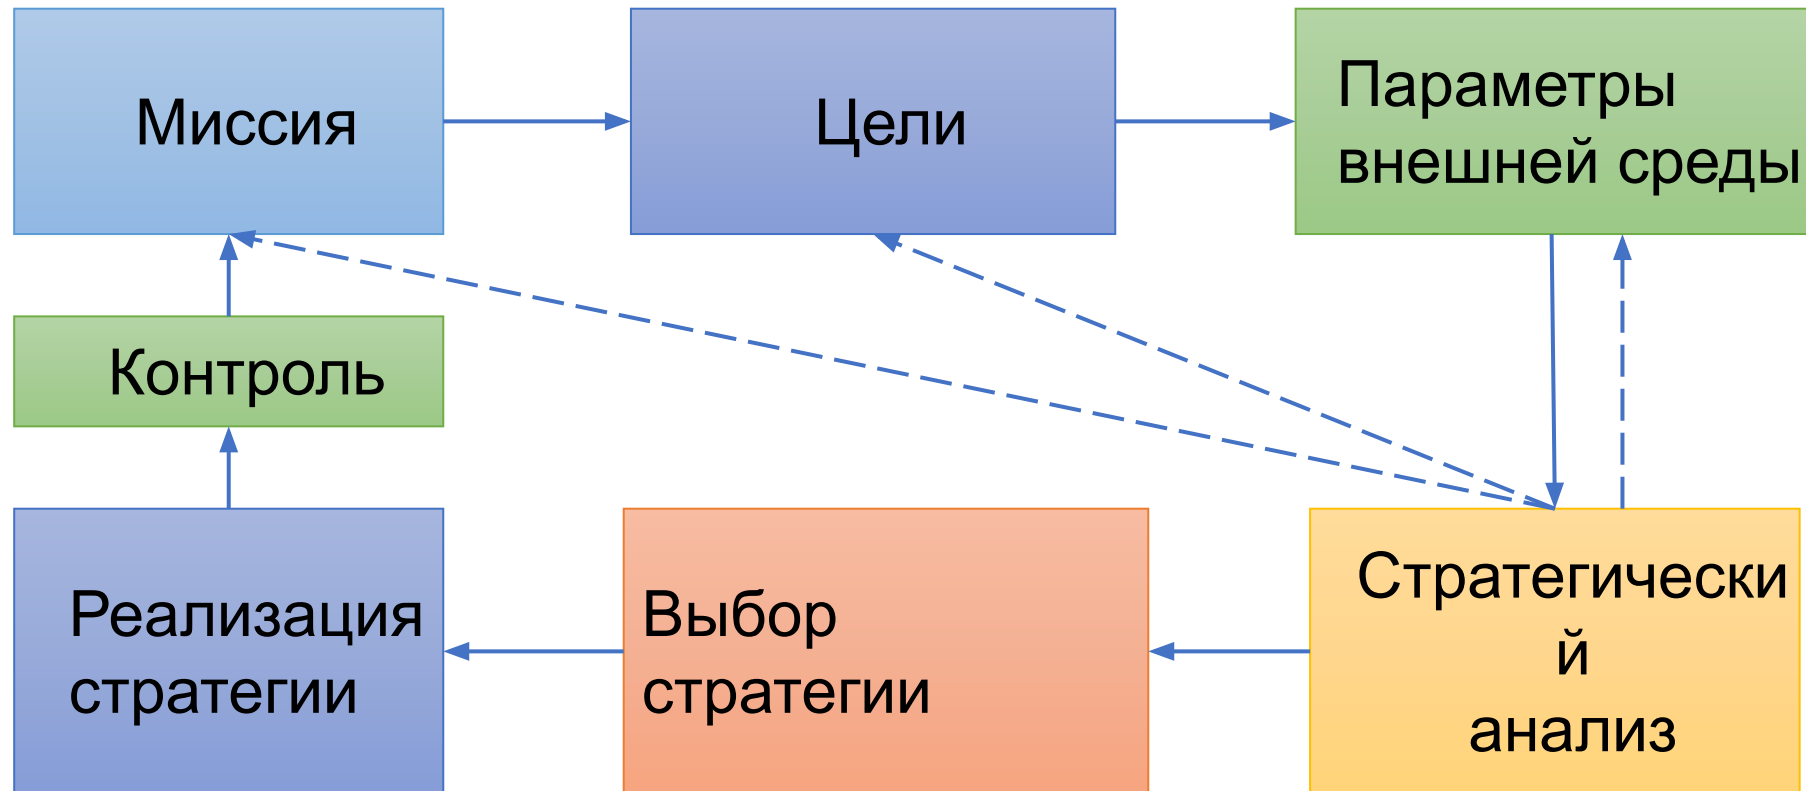 Миссия
Цели
Параметры
внешней среды
Контроль
Реализация
стратегии
Выбор
стратегии
Стратегически
й
анализ